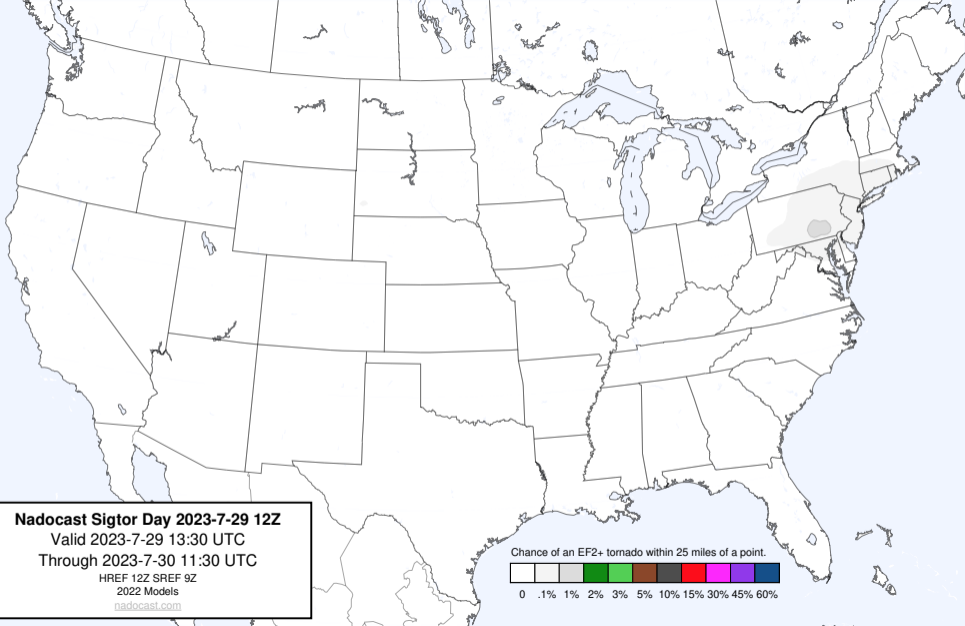 Nadocast Sigtor Day 2023-7-29 12Z
Valid 2023-7-29 13:30 UTC
Through 2023-7-30 11:30 UTC
HREF 12Z SREF 9Z
2022 Models
nadocast.com
Chance of an EF2+ tornado within 25 miles of a point.
0 .1% 1% 2% 3% 5% 10% 15% 30% 45% 60%